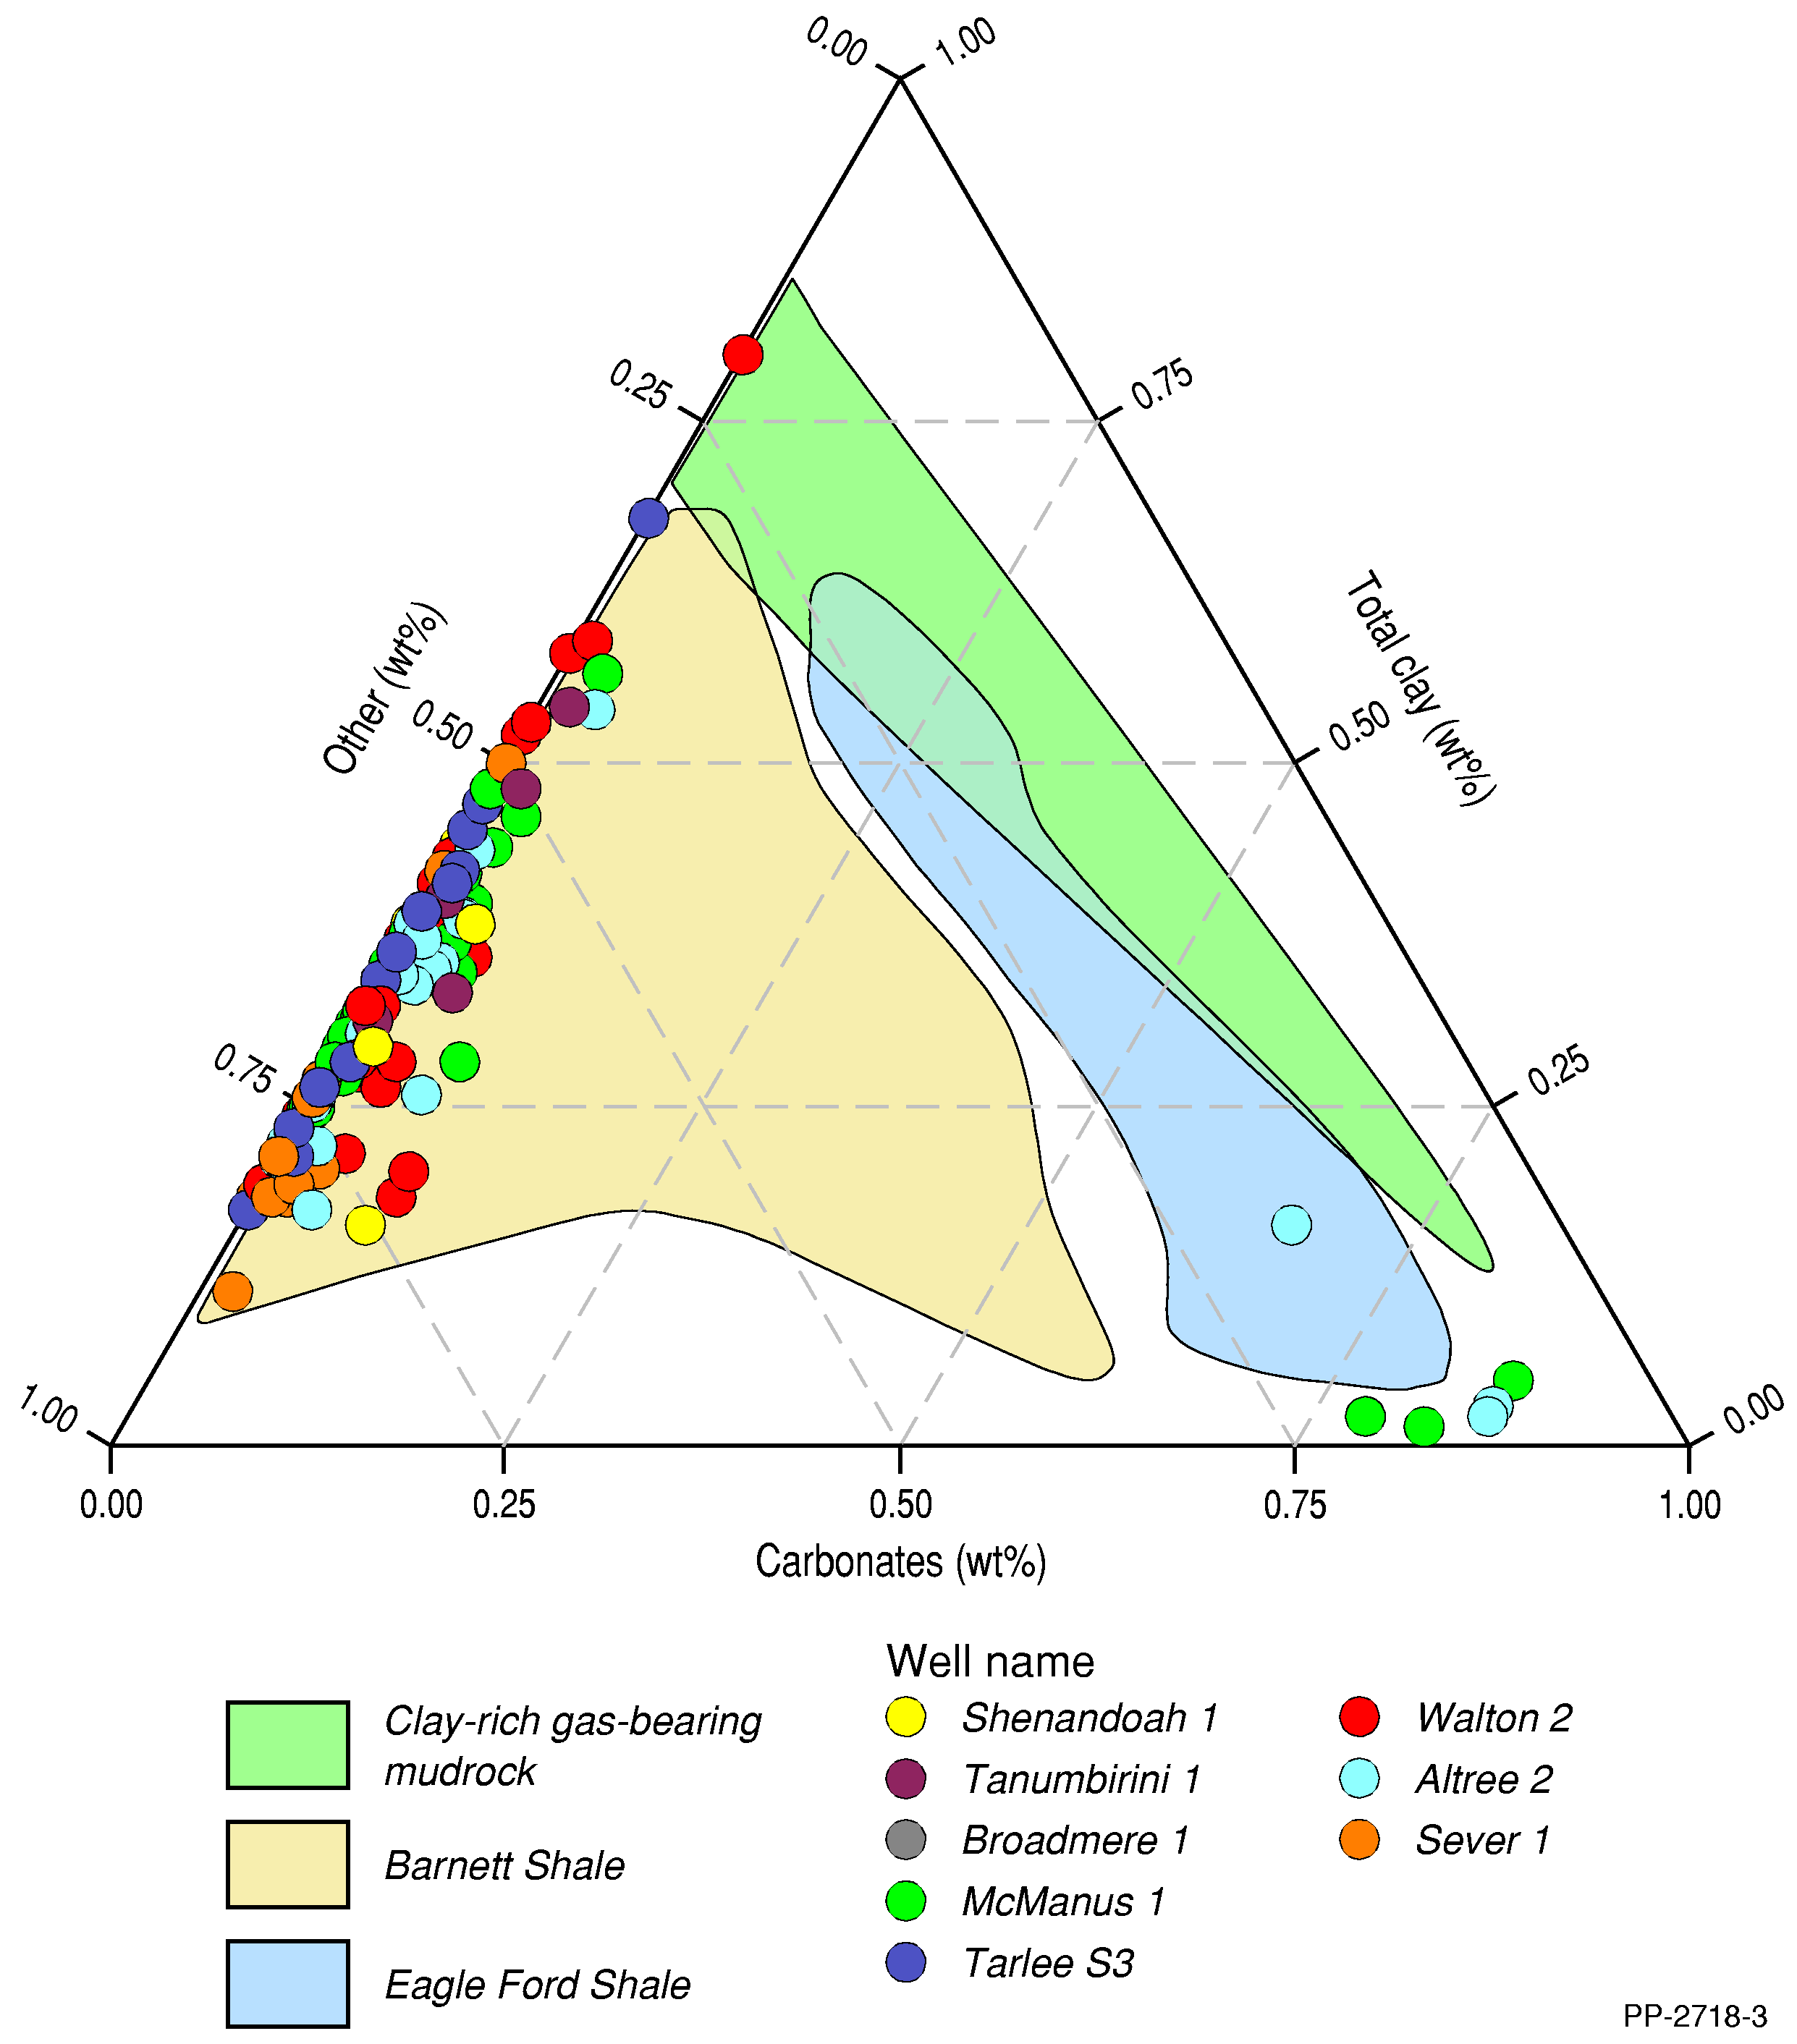 0.00
1.00
0.25
0.75
Other (wt%)
Total clay (wt%)
0.50
0.50
0.75
0.25
1.00
0.00
0.00
0.25
0.50
0.75
1.00
Carbonates (wt%)
Clay-rich gas-bearing
mudrock
Barnett Shale
Eagle Ford Shale
Well name
Shenandoah 1
Tanumbirini 1
Broadmere 1
McManus 1
Tarlee S3
Walton 2
Altree 2
Sever 1
PP-2718-3